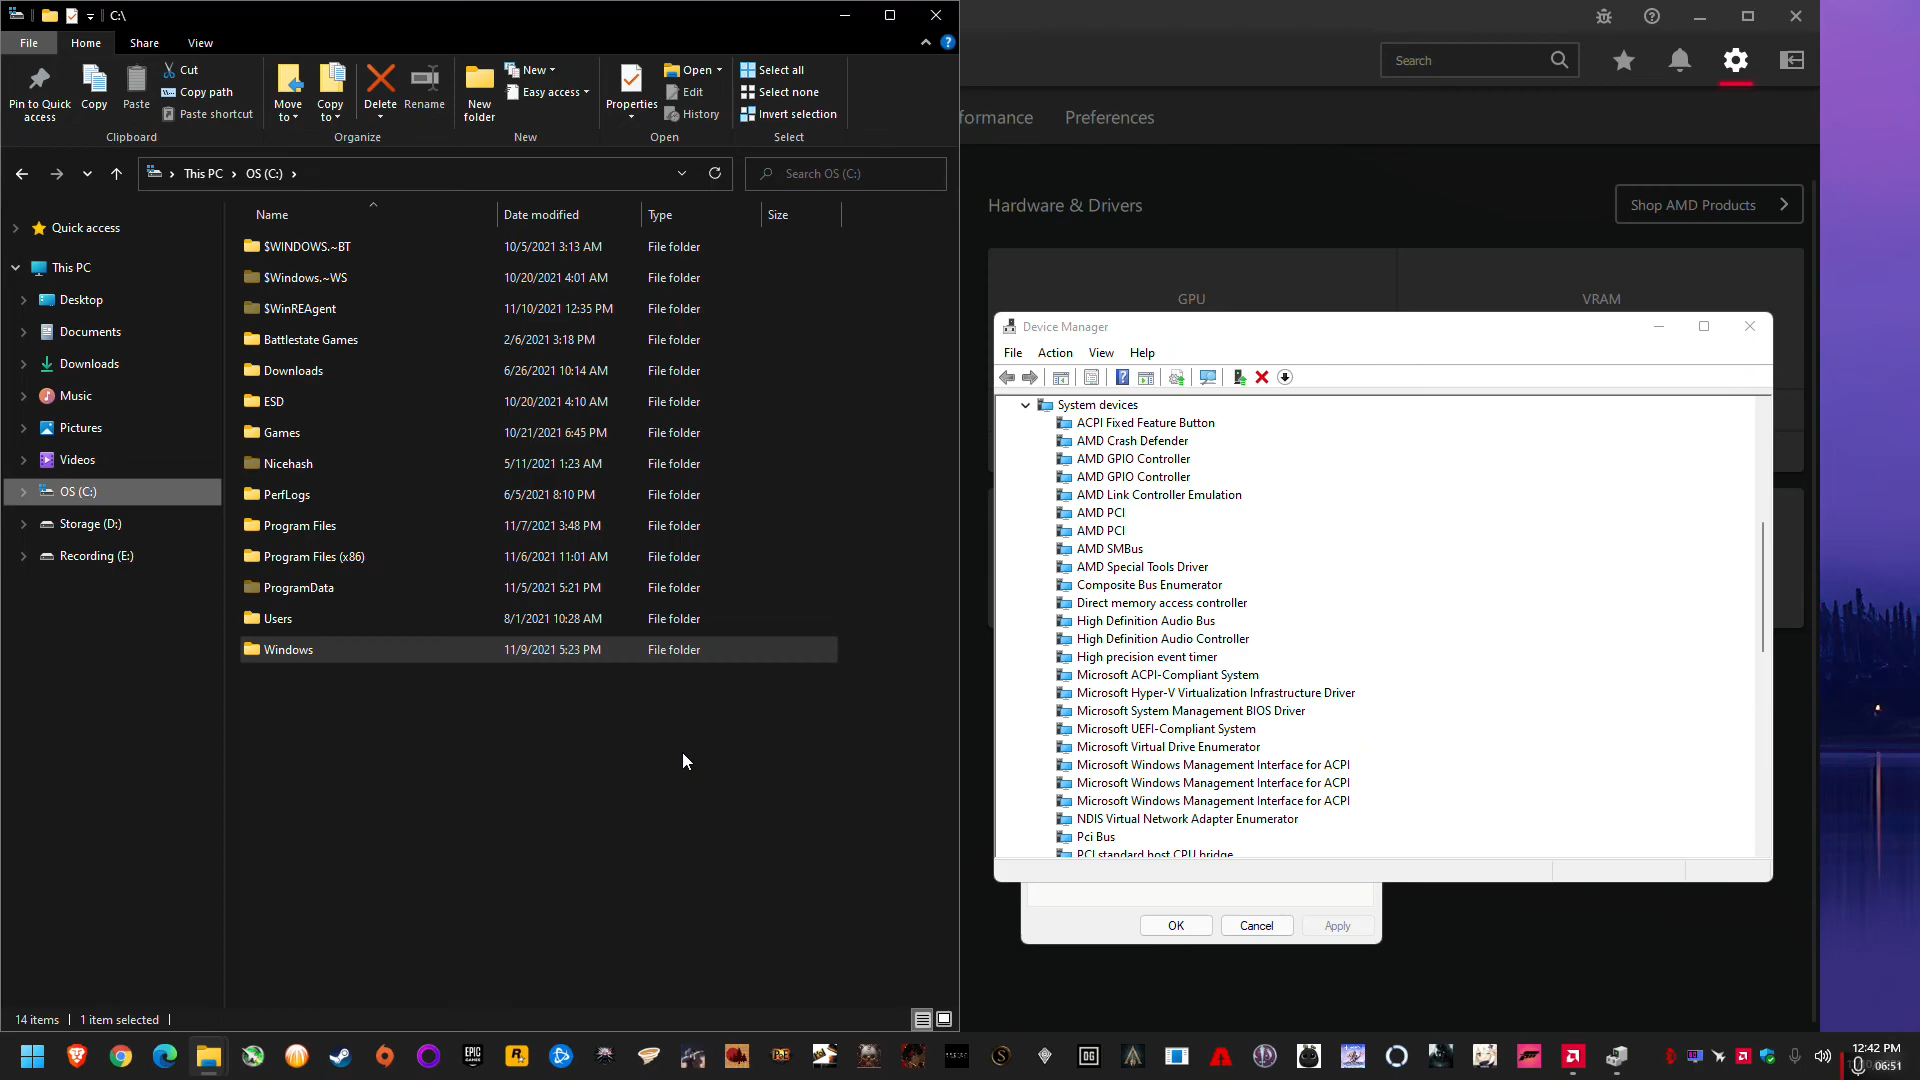 C:\
File
Home
Share
View
Pin to Quick access
Copy
Paste
Cut
Copy path
Paste shortcut
Clipboard
Move to
Copy to
Delete
Rename
Organize
New folder
New
Easy access
New
Properties
Open
Edit
History
Open
Select all
Select none
Invert selection
Select
This PC
OS (C:)
Search OS (C:)
Quick access
This PC
Desktop
Documents
Downloads
Music
Pictures
Videos
OS (C:)
Storage (D:)
Recording (E:)
Name Date modified Type Size
$WINDOWS.~BT 10/5/2021 3:13 AM File folder
$Windows.~WS 10/20/2021 4:01 AM File folder
$WinREAgent 11/10/2021 12:35 PM File folder
Battlestate Games 2/6/2021 3:18 PM File folder
Downloads 6/26/2021 10:14 AM File folder
ESD 10/20/2021 4:10 AM File folder
Games 10/21/2021 6:45 PM File folder
Nicehash 5/11/2021 1:23 AM File folder
PerfLogs 6/5/2021 8:10 PM File folder
Program Files 11/7/2021 3:48 PM File folder
Program Files (x86) 11/6/2021 11:01 AM File folder
ProgramData 11/5/2021 5:21 PM File folder
Users 8/1/2021 10:28 AM File folder
Windows 11/9/2021 5:23 PM File folder
14 items 1 item selected
Search
formance
Preferences
Hardware & Drivers
Shop AMD Products
GPU
VRAM
Device Manager
File Action View Help
System devices
ACPI Fixed Feature Button
AMD Crash Defender
AMD GPIO Controller
AMD GPIO Controller
AMD Link Controller Emulation
AMD PCI
AMD PCI
AMD SMBus
AMD Special Tools Driver
Composite Bus Enumerator
Direct memory access controller
High Definition Audio Bus
High Definition Audio Controller
High precision event timer
Microsoft ACPI-Compliant System
Microsoft Hyper-V Virtualization Infrastructure Driver
Microsoft System Management BIOS Driver
Microsoft UEFI-Compliant System
Microsoft Virtual Drive Enumerator
Microsoft Windows Management Interface for ACPI
Microsoft Windows Management Interface for ACPI
Microsoft Windows Management Interface for ACPI
NDIS Virtual Network Adapter Enumerator
Pci Bus
PCI standard host CPU bridge
OK
Cancel
Apply
EPIC GAMES
12:42 PM
06:51